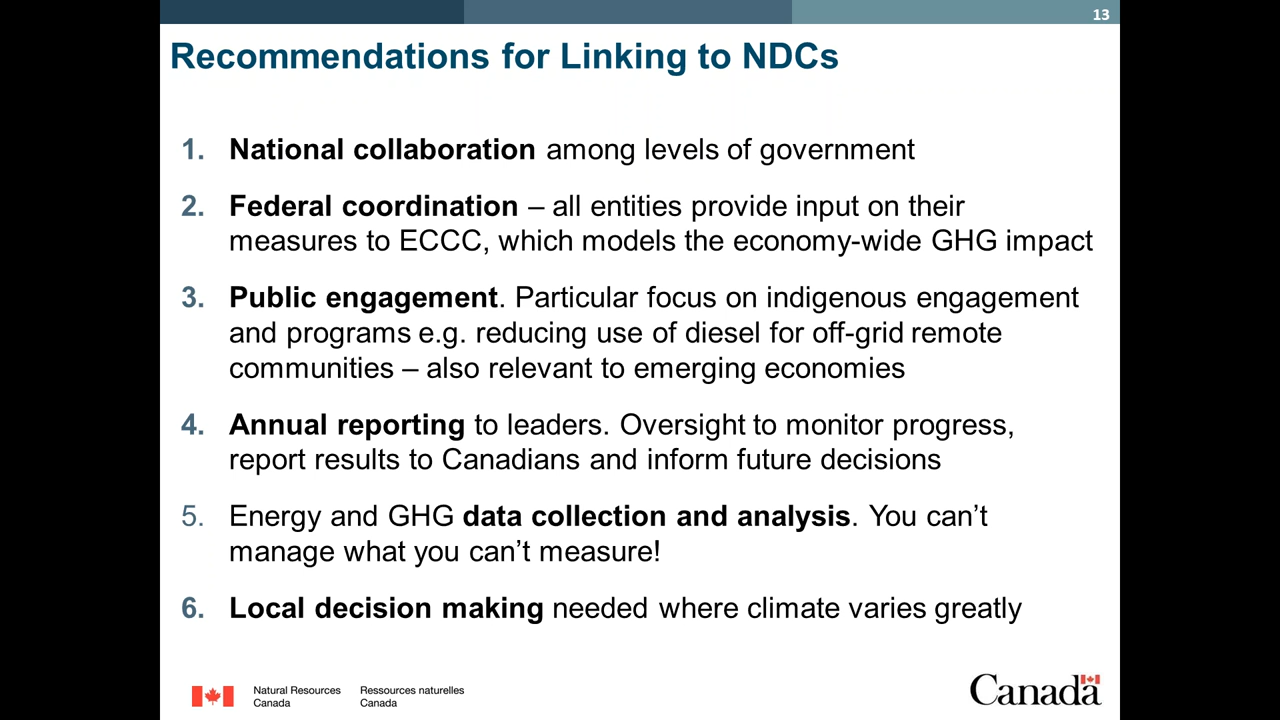 13
Recommendations for Linking to NDCs
1. National collaboration among levels of government
2. Federal coordination – all entities provide input on their
measures to ECCC, which models the economy-wide GHG impact
3. Public engagement. Particular focus on indigenous engagement
and programs e.g. reducing use of diesel for off-grid remote
communities – also relevant to emerging economies
4. Annual reporting to leaders. Oversight to monitor progress,
report results to Canadians and inform future decisions
5. Energy and GHG data collection and analysis. You can’t
manage what you can’t measure!
6. Local decision making needed where climate varies greatly
Natural Resources
Canada
Ressources naturelles
Canada
Canada